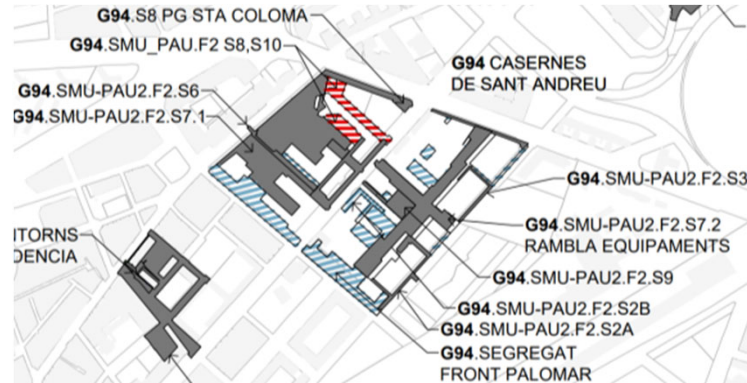 G94.S8 PG STA COLOMA
G94.SMU_PAU.F2 S8,S10
G94 CASERNES
DE SANT ANDREU
G94.SMU-PAU2.F2.S6
G94.SMU-PAU2.F2.S7.1
G94.SMU-PAU2.F2.S3
G94.SMU-PAU2.F2.S7.2
RAMBLA EQUIPAMENTS
ITORNS
DENCIA
G94.SMU-PAU2.F2.S9
G94.SMU-PAU2.F2.S2B
G94.SMU-PAU2.F2.S2A
G94.SEGREGAT
FRONT PALOMAR